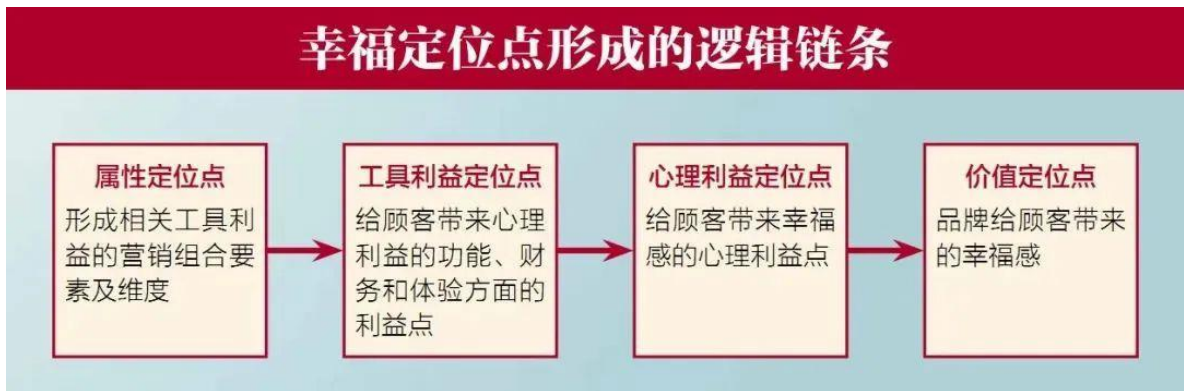 幸福定位点形成的逻辑链条
属性定位点
形成相关工具利
益的营销组合要
素及维度
工具利益定位点
给顾客带来心理
利益的功能、财
务和体验方面的
利益点
心理利益定位点
给顾客带来幸福
感的心理利益点
价值定位点
品牌给顾客带来
的幸福感